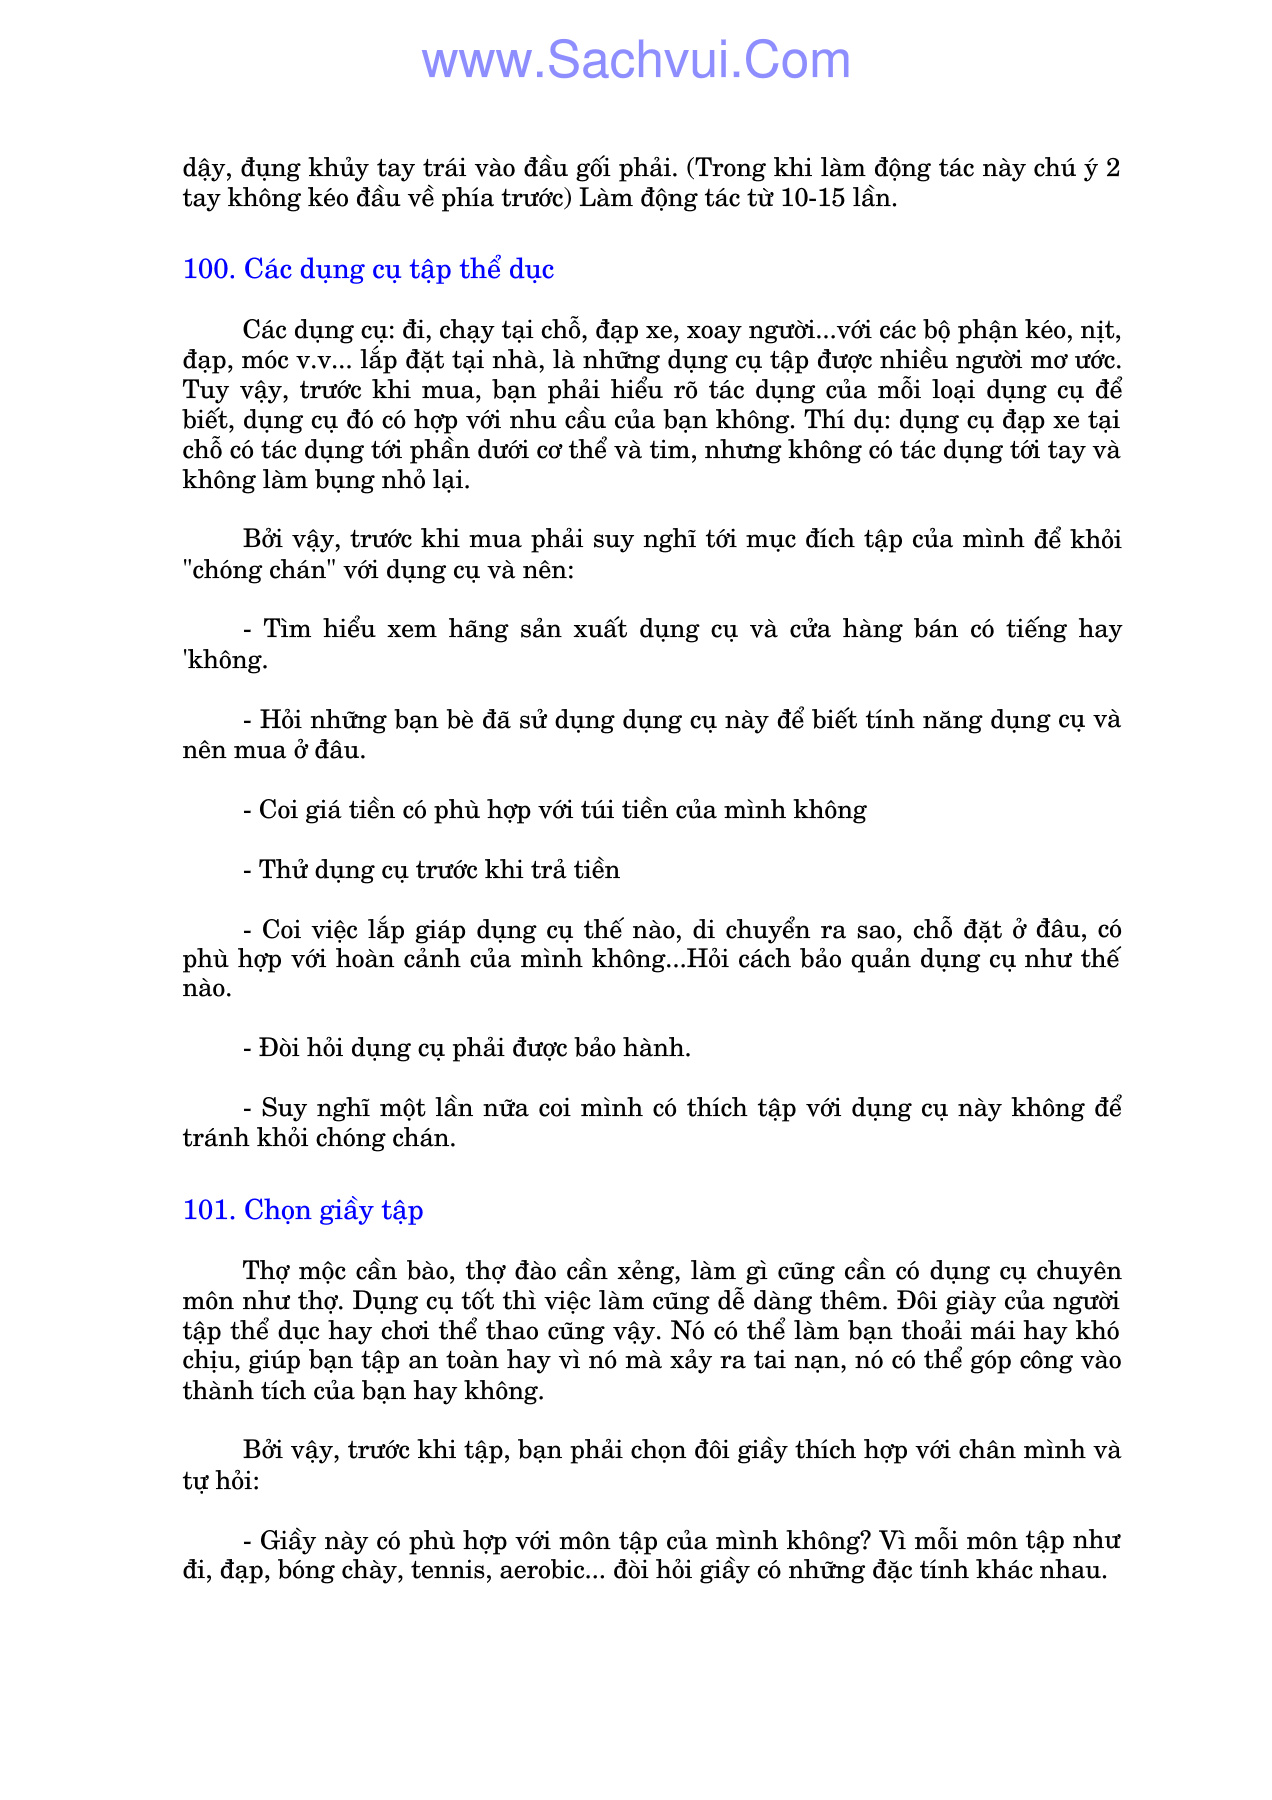 www.Sachvui.Com
dậy, đụng khủy tay trái vào đầu gối phải. (Trong khi làm động tác này chú ý 2
tay không kéo đầu về phía trước) Làm động tác từ 10-15 lần.
100. Các dụng cụ tập thể dục
Các dụng cụ: đi, chạy tại chỗ, đạp xe, xoay người...với các bộ phận kéo, nịt,
đạp, móc v.v... lắp đặt tại nhà, là những dụng cụ tập được nhiều người mơ ước.
Tuy vậy, trước khi mua, bạn phải hiểu rõ tác dụng của mỗi loại dụng cụ để
biết, dụng cụ đó có hợp với nhu cầu của bạn không. Thí dụ: dụng cụ đạp xe tại
chỗ có tác dụng tới phần dưới cơ thể và tim, nhưng không có tác dụng tới tay và
không làm bụng nhỏ lại.
Bởi vậy, trước khi mua phải suy nghĩ tới mục đích tập của mình để khỏi
"chóng chán" với dụng cụ và nên:
- Tìm hiểu xem hãng sản xuất dụng cụ và cửa hàng bán có tiếng hay
'không.
- Hỏi những bạn bè đã sử dụng dụng cụ này để biết tính năng dụng cụ và
nên mua ở đâu.
- Coi giá tiền có phù hợp với túi tiền của mình không
- Thử dụng cụ trước khi trả tiền
- Coi việc lắp giáp dụng cụ thế nào, di chuyển ra sao, chỗ đặt ở đâu, có
phù hợp với hoàn cảnh của mình không...Hỏi cách bảo quản dụng cụ như thế
nào.
- Đòi hỏi dụng cụ phải được bảo hành.
- Suy nghĩ một lần nữa coi mình có thích tập với dụng cụ này không để
tránh khỏi chóng chán.
101. Chọn giầy tập
Thợ mộc cần bào, thợ đào cần xẻng, làm gì cũng cần có dụng cụ chuyên
môn như thợ. Dụng cụ tốt thì việc làm cũng dễ dàng thêm. Đôi giày của người
tập thể dục hay chơi thể thao cũng vậy. Nó có thể làm bạn thoải mái hay khó
chịu, giúp bạn tập an toàn hay vì nó mà xảy ra tai nạn, nó có thể góp công vào
thành tích của bạn hay không.
Bởi vậy, trước khi tập, bạn phải chọn đôi giầy thích hợp với chân mình và
tự hỏi:
- Giầy này có phù hợp với môn tập của mình không? Vì mỗi môn tập như
đi, đạp, bóng chày, tennis, aerobic... đòi hỏi giầy có những đặc tính khác nhau.